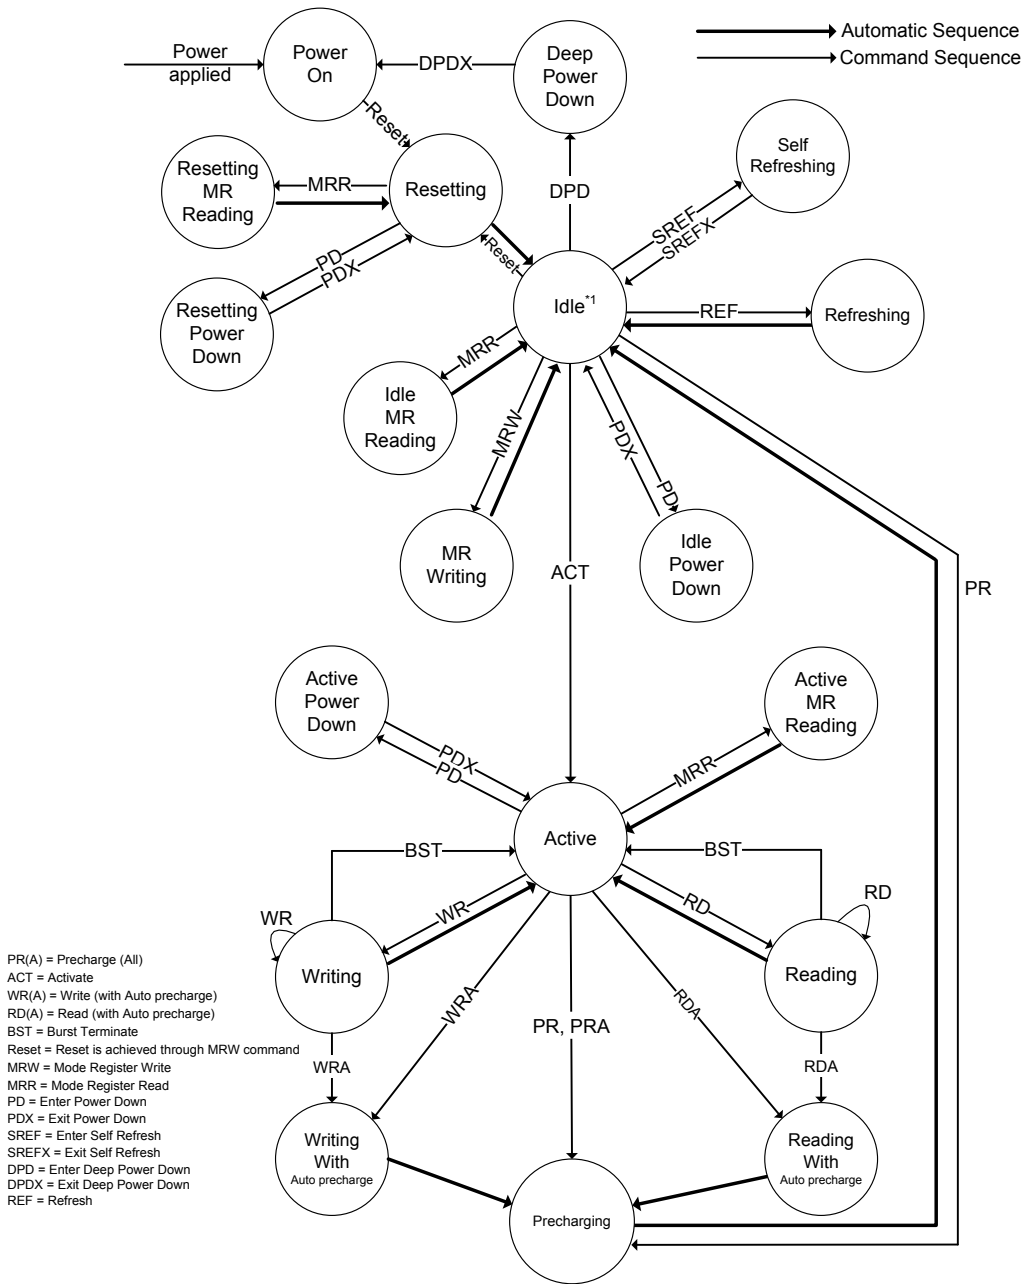 Power
applied
Power
On
DPDX
Deep
Power
Down
Automatic Sequence
Command Sequence
Reset
Resetting
MR
Reading
MRR
Resetting
DPD
Self
Refreshing
SREF
SREFX
PD
PDX
Reset
Resetting
Power
Down
Idle*1
REF
Refreshing
MRR
Idle
MR
Reading
MRW
PDX
PD
MR
Writing
ACT
Idle
Power
Down
PR
Active
Power
Down
PDX
PD
Active
MR
Reading
MRR
Active
BST
BST
WR
WR
RD
RD
Writing
Reading
PR(A) = Precharge (All)
ACT = Activate
WR(A) = Write (with Auto precharge)
RD(A) = Read (with Auto precharge)
BST = Burst Terminate
Reset = Reset is achieved through MRW command
MRW = Mode Register Write
MRR = Mode Register Read
PD = Enter Power Down
PDX = Exit Power Down
SREF = Enter Self Refresh
SREFX = Exit Self Refresh
DPD = Enter Deep Power Down
DPDX = Exit Deep Power Down
REF = Refresh
WRA
WRA
PR, PRA
RDA
RDA
Writing
With
Auto precharge
Reading
With
Auto precharge
Precharging